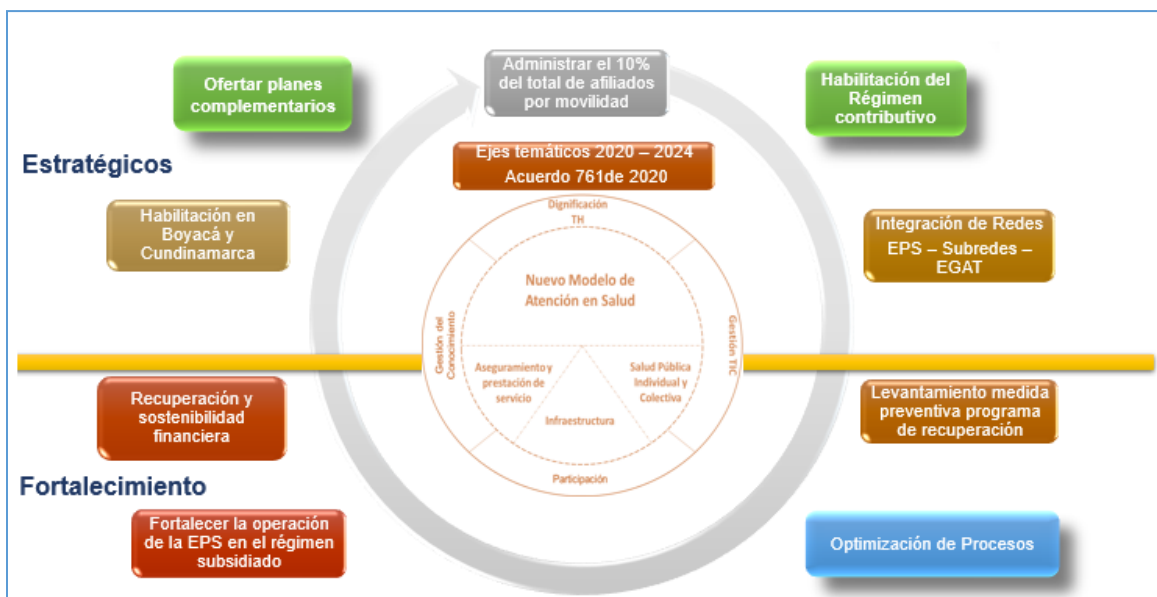 Ofertar planes
complementarios
Administrar el 10%
del total de afiliados
por movilidad
Habilitación del
Régimen
contributivo
Ejes temáticos 2020 – 2024
Acuerdo 761de 2020
Estratégicos
Habilitación en
Boyacá y
Cundinamarca
Integración de Redes
EPS – Subredes –
EGAT
Dignificación
TH
Nuevo Modelo de
Atención en Salud
Gestión del
Conocimiento
Gestión TIC
Aseguramiento y
prestación de
servicio
Salud Pública
Individual y
Colectiva
Infraestructura
Participación
Recuperación y
sostenibilidad
financiera
Levantamiento medida
preventiva programa
de recuperación
Fortalecimiento
Fortalecer la operación
de la EPS en el régimen
subsidiado
Optimización de Procesos